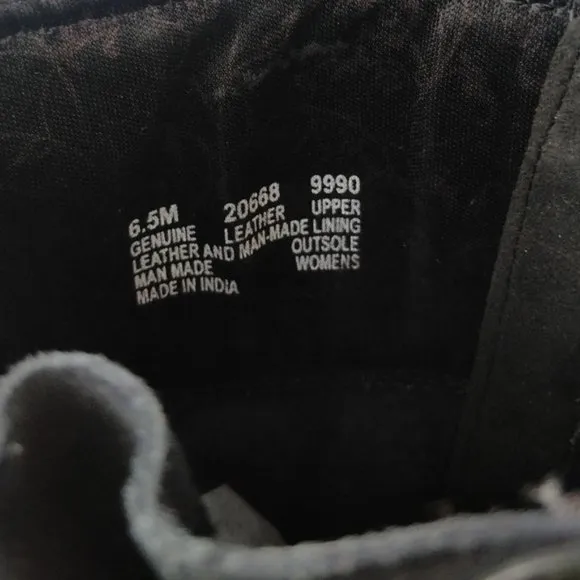 6.5M 20668 9990
GENUINE LEATHER UPPER
LEATHER AND MAN-MADE LINING
MAN MADE OUTSOLE
MADE IN INDIA WOMENS